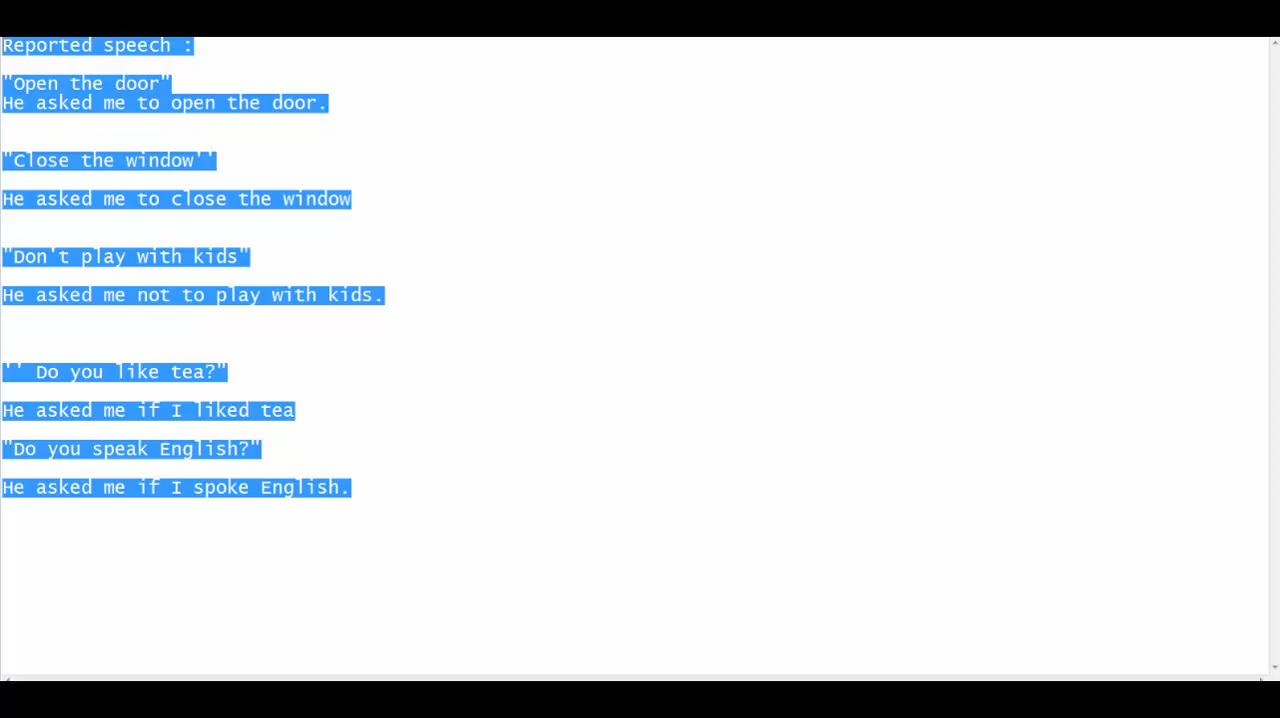 Reported speech :
"Open the door"
He asked me to open the door.
"Close the window''
He asked me to close the window
"Don't play with kids"
He asked me not to play with kids.
'' Do you like tea?"
He asked me if I liked tea
"Do you speak English?"
He asked me if I spoke English.